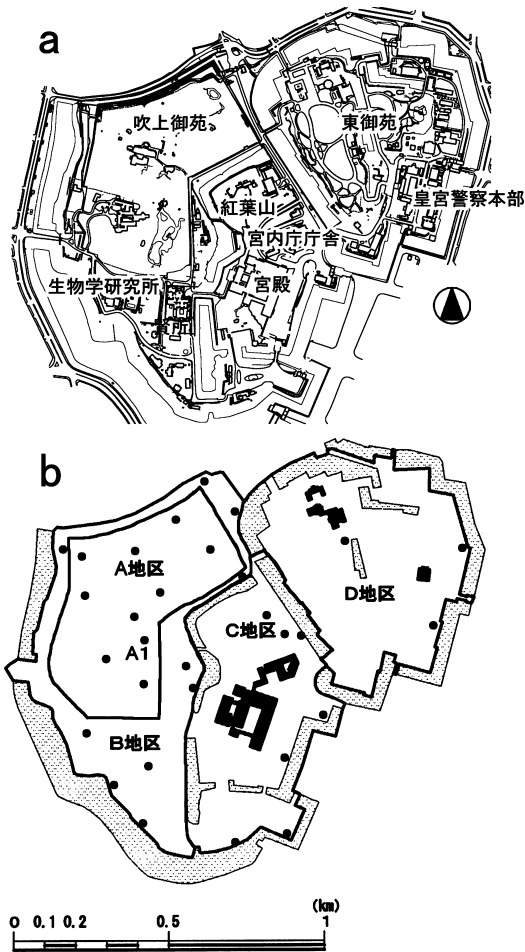 a
吹上御苑
東御苑
皇宮警察本部
紅葉山
宮内庁庁舎
生物学研究所
宮殿
b
A地区
D地区
C地区
A1
B地区
(km)
0 0.1 0.2 0.5 1